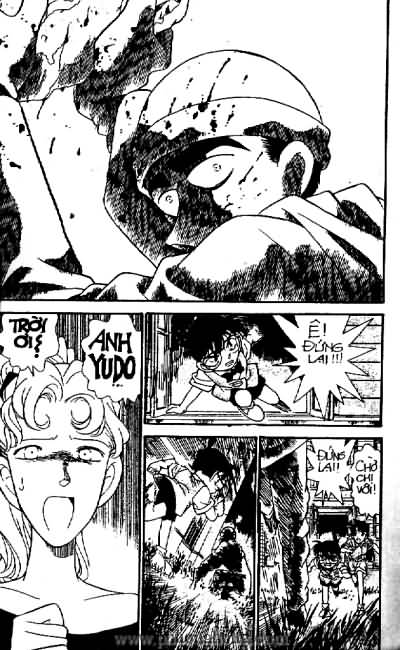 TRỜI
ƠI?
ANH
YUDO
...
Ê!
ĐỨNG
LẠI!!!
ĐỨNG
LẠI!!
CHỜ
CHỊ
VỚI!